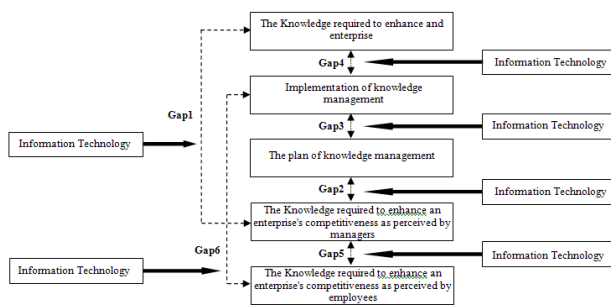 The Knowledge required to enhance and
enterprise
Gap4
Information Technology
Implementation of knowledge
management
Gap1
Gap3
Information Technology
Information Technology
The plan of knowledge management
Gap2
Information Technology
The Knowledge required to enhance an
enterprise's competitiveness as perceived by
managers
Gap6
Gap5
Information Technology
Information Technology
The Knowledge required to enhance an
enterprise's competitiveness as perceived by
employees